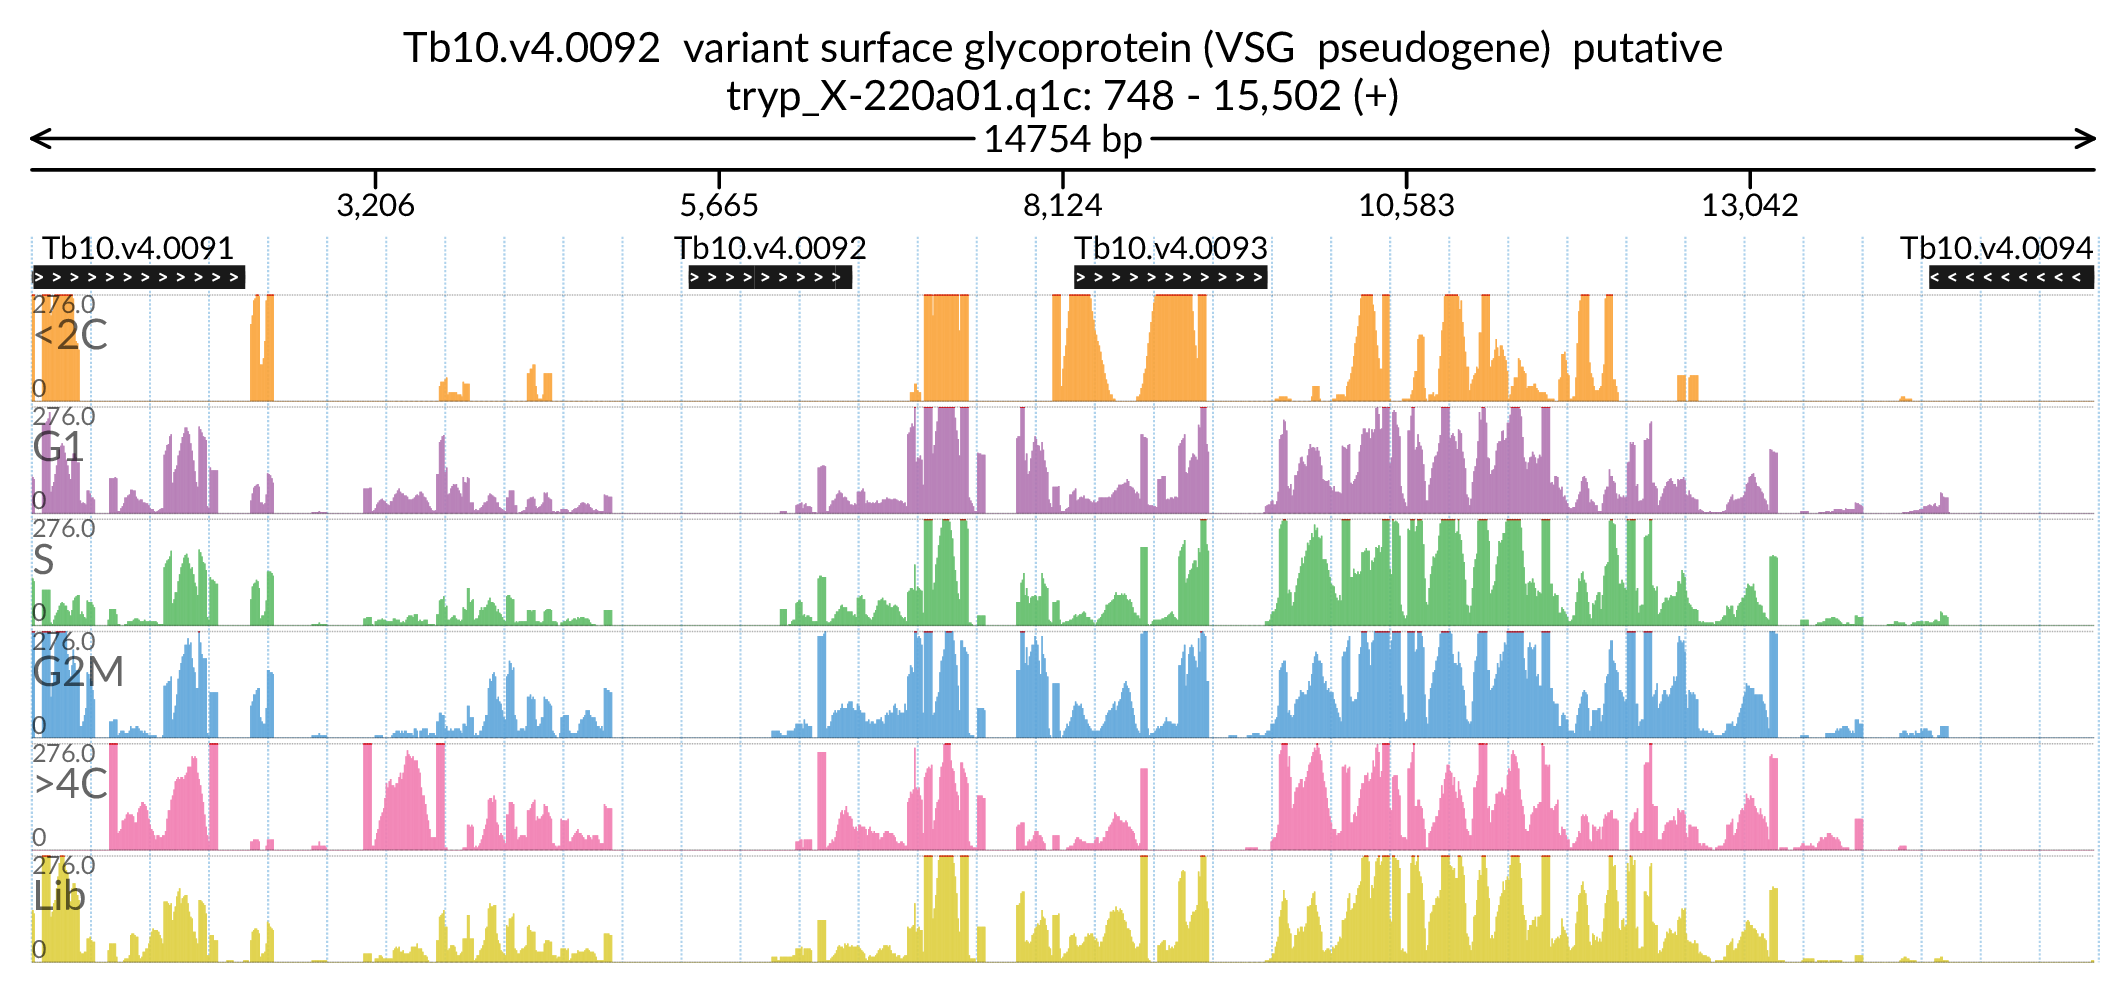 Tb10.v4.0092  variant surface glycoprotein (VSG  pseudogene)  putative
tryp_X-220a01.q1c: 748 - 15,502 (+)
14754 bp
3,206 5,665 8,124 10,583 13,042
Tb10.v4.0091 Tb10.v4.0092 Tb10.v4.0093 Tb10.v4.0094
276.0
<2C
0
276.0
G1
0
276.0
S
0
276.0
G2M
0
276.0
>4C
0
276.0
Lib
0